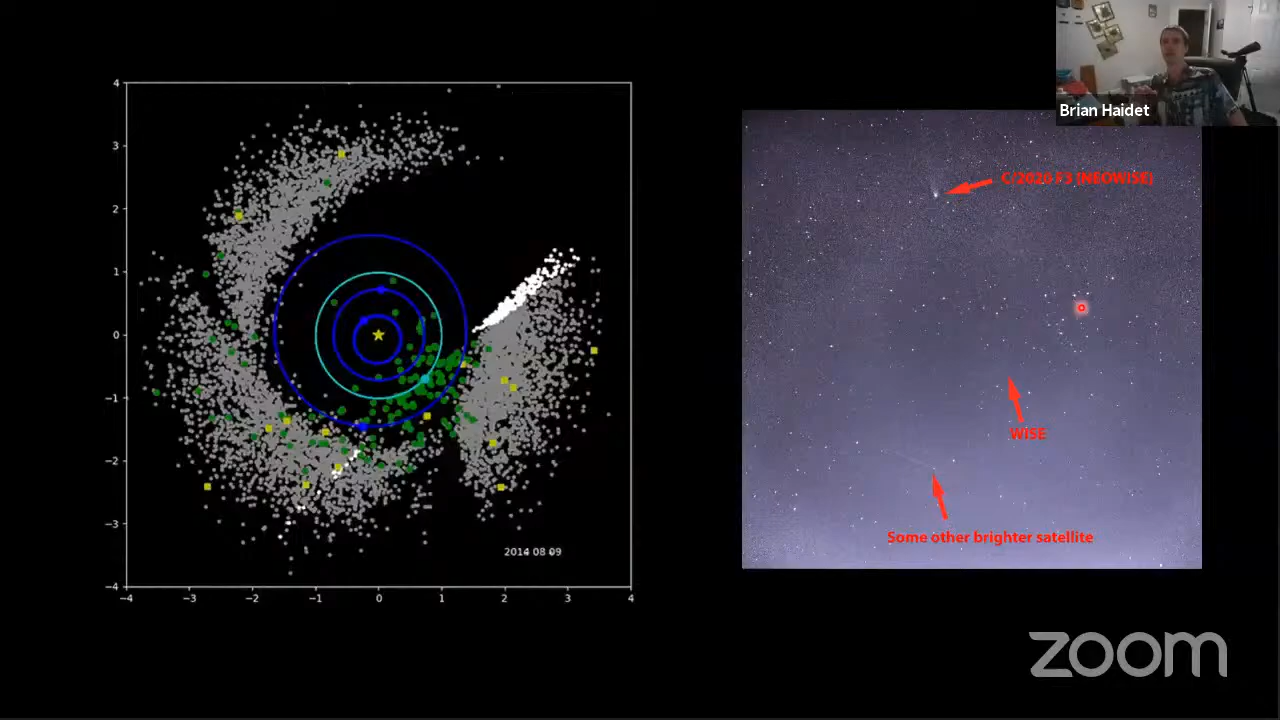 Brian Haidet
C/2020 F3 (NEOWISE)
WISE
Some other brighter satellite
4
3
2
1
0
−1
−2
−3
−4
2014 08 09
−4 −3 −2 −1 0 1 2 3 4
zoom